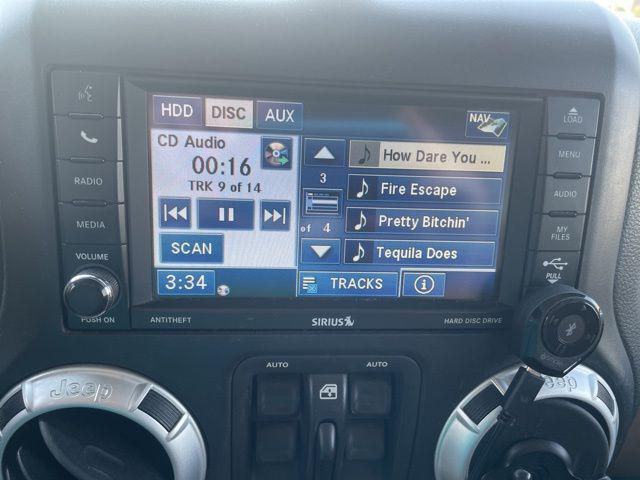 HDD DISC AUX NAV
LOAD
CD Audio
How Dare You ...
MENU
00:16
RADIO
3
Fire Escape
AUDIO
TRK 9 of 14
MEDIA
of 4
Pretty Bitchin'
MY
FILES
SCAN
Tequila Does
VOLUME
PULL
3:34
TRACKS
i
PUSH ON
ANTITHEFT
SIRIUS
HARD DISC DRIVE
AUTO
AUTO
Jeep
Jeep